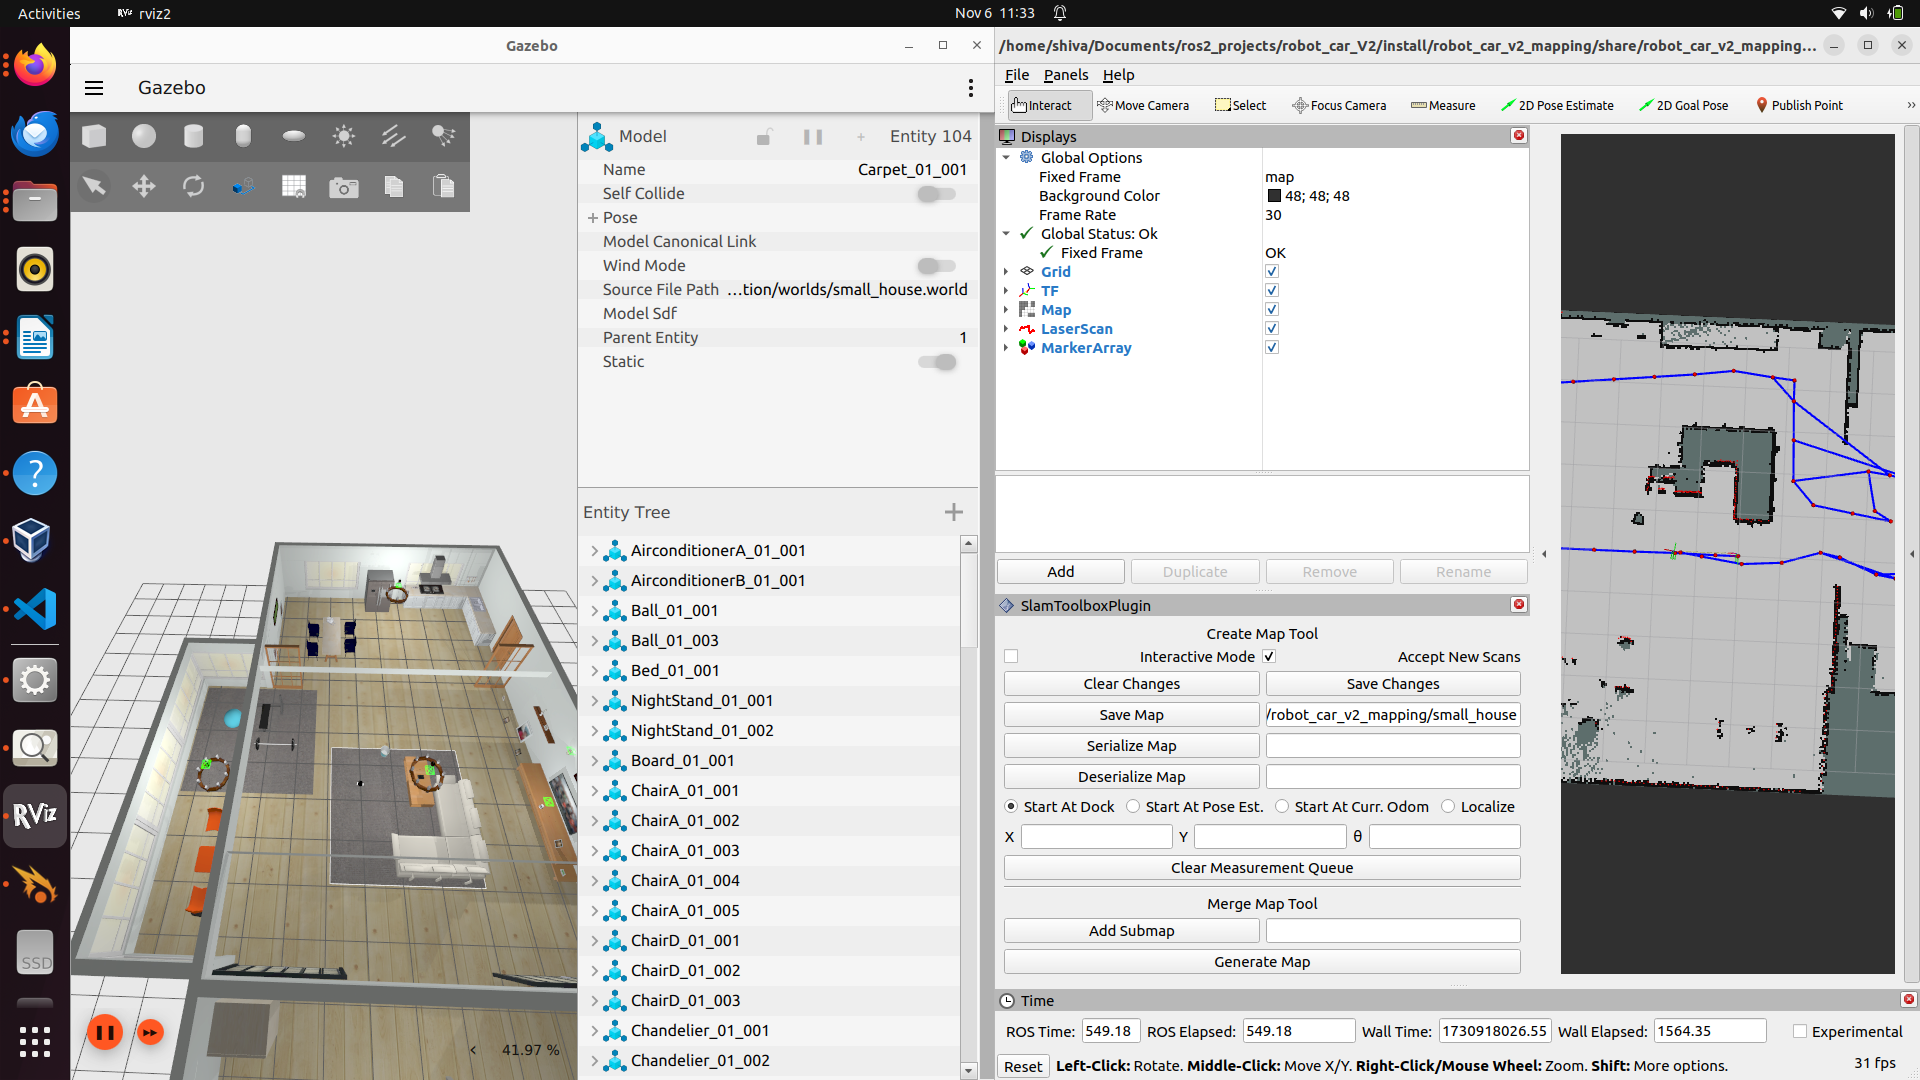 Activities
rviz2
Nov 6 11:33
Gazebo
Gazebo
Model
Entity 104
Name Carpet_01_001
Self Collide
Pose
Model Canonical Link
Wind Mode
Source File Path …tion/worlds/small_house.world
Model Sdf
Parent Entity 1
Static
Entity Tree
AirconditionerA_01_001
AirconditionerB_01_001
Ball_01_001
Ball_01_003
Bed_01_001
NightStand_01_001
NightStand_01_002
Board_01_001
ChairA_01_001
ChairA_01_002
ChairA_01_003
ChairA_01_004
ChairA_01_005
ChairD_01_001
ChairD_01_002
ChairD_01_003
Chandelier_01_001
Chandelier_01_002
41.97 %
RViz
SSD
/home/shiva/Documents/ros2_projects/robot_car_V2/install/robot_car_v2_mapping/share/robot_car_v2_mapping...
File Panels Help
Interact Move Camera Select Focus Camera Measure 2D Pose Estimate 2D Goal Pose Publish Point
Displays
Global Options
Fixed Frame map
Background Color 48; 48; 48
Frame Rate 30
Global Status: Ok
Fixed Frame OK
Grid
TF
Map
LaserScan
MarkerArray
Add Duplicate Remove Rename
SlamToolboxPlugin
Create Map Tool
Interactive Mode Accept New Scans
Clear Changes Save Changes
Save Map /robot_car_v2_mapping/small_house
Serialize Map
Deserialize Map
Start At Dock Start At Pose Est. Start At Curr. Odom Localize
X Y θ
Clear Measurement Queue
Merge Map Tool
Add Submap
Generate Map
Time
ROS Time: 549.18 ROS Elapsed: 549.18 Wall Time: 1730918026.55 Wall Elapsed: 1564.35 Experimental
Reset Left-Click: Rotate. Middle-Click: Move X/Y. Right-Click/Mouse Wheel: Zoom. Shift: More options. 31 fps